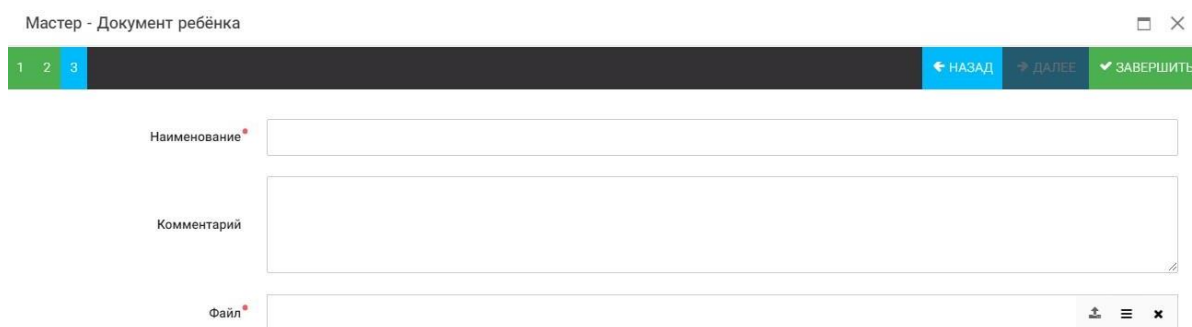 Мастер - Документ ребёнка
1 2 3 НАЗАД ДАЛЕЕ ЗАВЕРШИТЬ
Наименование
Комментарий
Файл